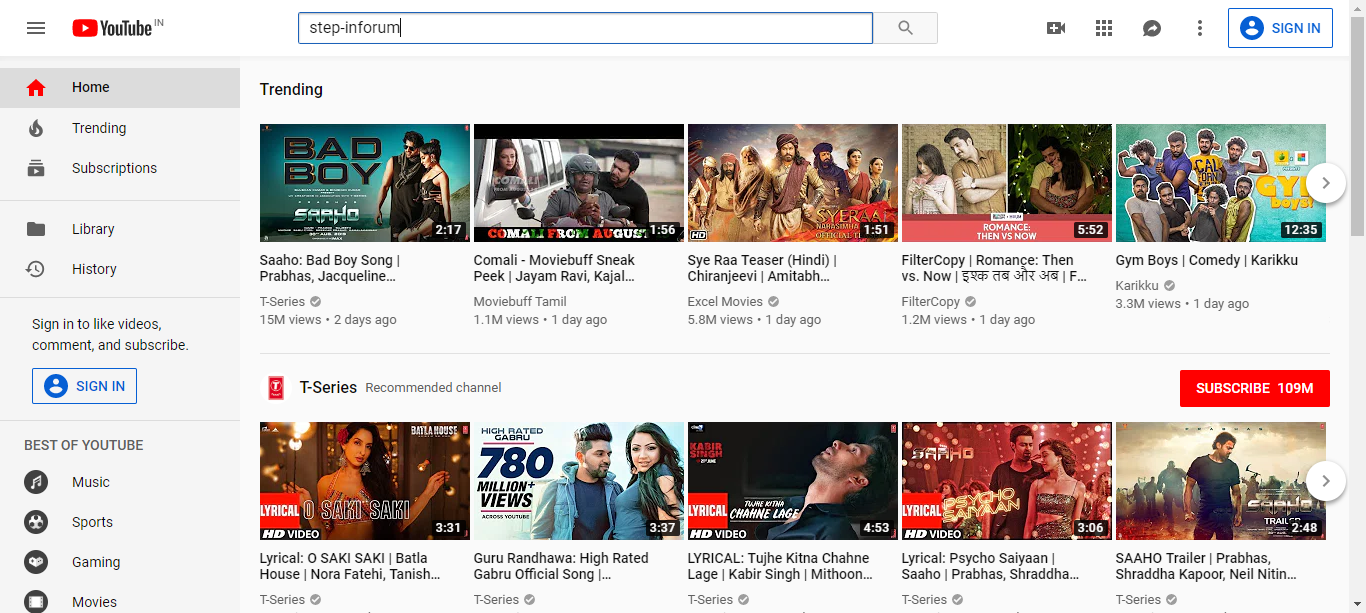 YouTube IN
step-inforum
SIGN IN
Home
Trending
Subscriptions
Library
History
Sign in to like videos,
comment, and subscribe.
SIGN IN
BEST OF YOUTUBE
Music
Sports
Gaming
Movies
Trending
BAD
BOY
SAAHO
2:17
Saaho: Bad Boy Song |
Prabhas, Jacqueline...
T-Series
15M views • 2 days ago
COMALI
COMALI FROM AUGUST
1:56
Comali - Moviebuff Sneak
Peek | Jayam Ravi, Kajal...
Moviebuff Tamil
1.1M views • 1 day ago
HD
SYERAA
NARASIMHA
OFFICIAL
1:51
Sye Raa Teaser (Hindi) |
Chiranjeevi | Amitabh...
Excel Movies
5.8M views • 1 day ago
ROMANCE:
THEN VS NOW
5:52
FilterCopy | Romance: Then
vs. Now | इश्क़ तब और अब | F...
FilterCopy
1.2M views • 1 day ago
GYM
boys!
12:35
Gym Boys | Comedy | Karikku
Karikku
3.3M views • 1 day ago
T-Series Recommended channel
SUBSCRIBE 109M
BATLA HOUSE
LYRICAL O SAKI SAKI
HD VIDEO
3:31
Lyrical: O SAKI SAKI | Batla
House | Nora Fatehi, Tanish...
T-Series
HIGH RATED
GABRU
780
MILLION+
VIEWS
ACROSS YOUTUBE
3:37
Guru Randhawa: High Rated
Gabru Official Song |...
T-Series
KABIR
SINGH
21st JUNE
LYRICAL TUJHE KITNA
CHAHNE LAGE
HD VIDEO
4:53
LYRICAL: Tujhe Kitna Chahne
Lage | Kabir Singh | Mithoon...
T-Series
SAAHO
LYRICAL PSYCHO
SAIYAAN
HD VIDEO
3:06
Lyrical: Psycho Saiyaan |
Saaho | Prabhas, Shraddha...
T-Series
PRABHAS
SAAHO
TRAILER
2:48
SAAHO Trailer | Prabhas,
Shraddha Kapoor, Neil Nitin...
T-Series